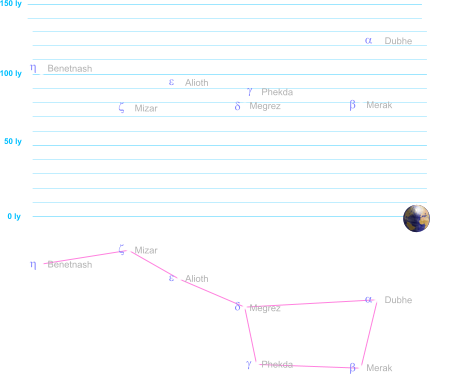 150 ly
α Dubhe
η Benetnash
100 ly
ε Alioth
γ Phekda
ζ Mizar
δ Megrez
β Merak
50 ly
0 ly
ζ Mizar
η Benetnash
ε Alioth
α Dubhe
δ Megrez
γ Phekda
β Merak